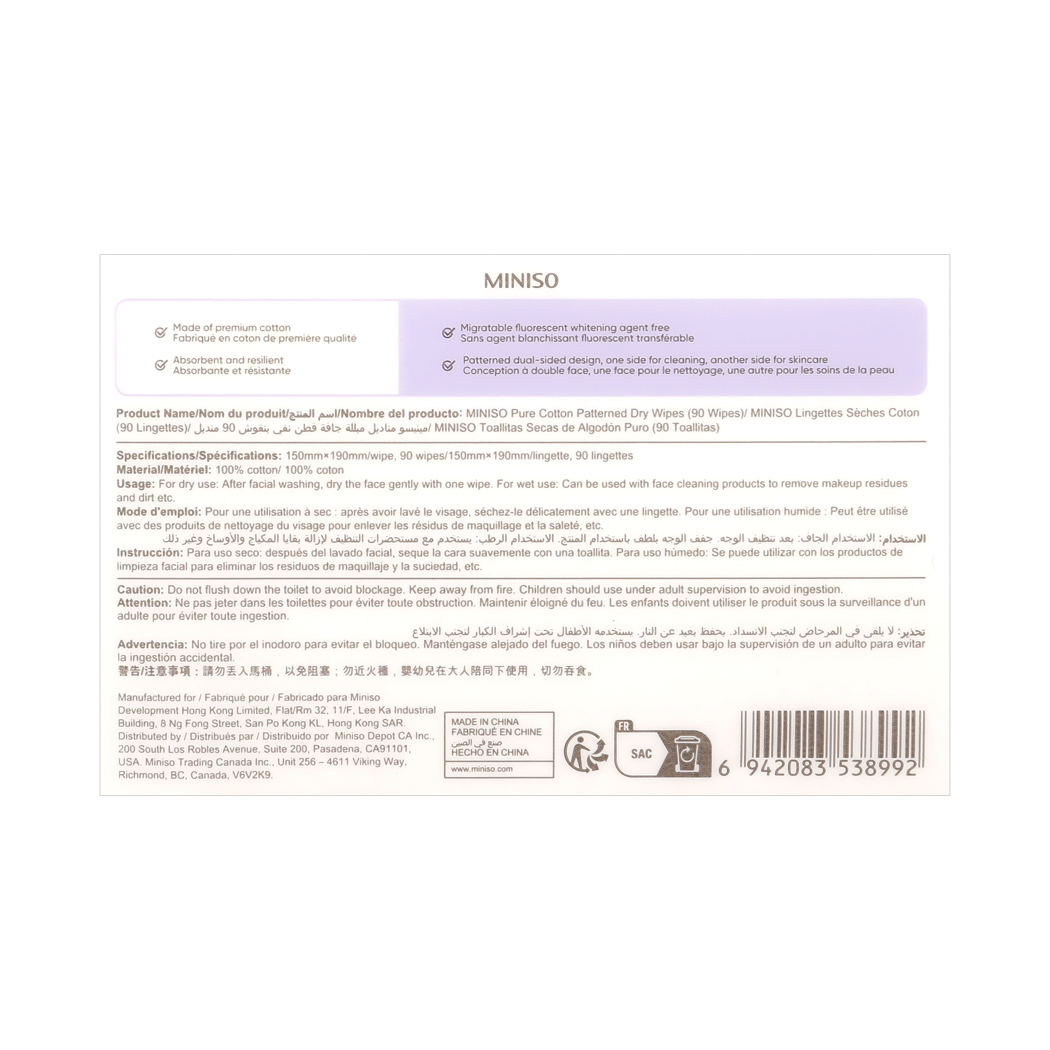 MINISO
Made of premium cotton
Fabriqué en coton de première qualité
Absorbent and resilient
Absorbante et résistante
Migratable fluorescent whitening agent free
Sans agent blanchissant fluorescent transférable
Patterned dual-sided design, one side for cleaning, another side for skincare
Conception à double face, une face pour le nettoyage, une autre pour les soins de la peau
Product Name/Nom du produit/اسم المنتج/Nombre del producto: MINISO Pure Cotton Patterned Dry Wipes (90 Wipes)/ MINISO Lingettes Sèches Coton
(90 Lingettes)/ مينيسو مناديل مبللة جافة قطن نقي بنقوش 90 منديل/ MINISO Toallitas Secas de Algodón Puro (90 Toallitas)
Specifications/Spécifications: 150mm×190mm/wipe, 90 wipes/150mm×190mm/lingette, 90 lingettes
Material/Matériel: 100% cotton/ 100% coton
Usage: For dry use: After facial washing, dry the face gently with one wipe. For wet use: Can be used with face cleaning products to remove makeup residues
and dirt etc.
Mode d'emploi: Pour une utilisation à sec : après avoir lavé le visage, séchez-le délicatement avec une lingette. Pour une utilisation humide : Peut être utilisé
avec des produits de nettoyage du visage pour enlever les résidus de maquillage et la saleté, etc.
الاستخدام: الاستخدام الجاف: بعد تنظيف الوجه. جفف الوجه بلطف باستخدام المنتج. الاستخدام الرطب: يستخدم مع مستحضرات التنظيف لإزالة بقايا المكياج والأوساخ وغير ذلك
Instrucción: Para uso seco: después del lavado facial, seque la cara suavemente con una toallita. Para uso húmedo: Se puede utilizar con los productos de
limpieza facial para eliminar los residuos de maquillaje y la suciedad, etc.
Caution: Do not flush down the toilet to avoid blockage. Keep away from fire. Children should use under adult supervision to avoid ingestion.
Attention: Ne pas jeter dans les toilettes pour éviter toute obstruction. Maintenir éloigné du feu. Les enfants doivent utiliser le produit sous la surveillance d'un
adulte pour éviter toute ingestion.
تحذير: لا يلقى في المرحاض لتجنب الانسداد. يحفظ بعيد عن النار. يستخدمه الأطفال تحت إشراف الكبار لتجنب الابتلاع
Advertencia: No tire por el inodoro para evitar el bloqueo. Manténgase alejado del fuego. Los niños deben usar bajo la supervisión de un adulto para evitar
la ingestión accidental.
警告/注意事項：請勿丟入馬桶，以免阻塞；勿近火種，嬰幼兒在大人陪同下使用，切勿吞食。
Manufactured for / Fabriqué pour / Fabricado para Miniso
Development Hong Kong Limited, Flat/Rm 32, 11/F, Lee Ka Industrial
Building, 8 Ng Fong Street, San Po Kong KL, Hong Kong SAR.
Distributed by / Distribués par / Distribuido por Miniso Depot CA Inc.,
200 South Los Robles Avenue, Suite 200, Pasadena, CA91101,
USA. Miniso Trading Canada Inc., Unit 256 – 4611 Viking Way,
Richmond, BC, Canada, V6V2K9.
MADE IN CHINA
FABRIQUÉ EN CHINE
صنع في الصين
HECHO EN CHINA
www.miniso.com
FR
SAC
6 942083 538992